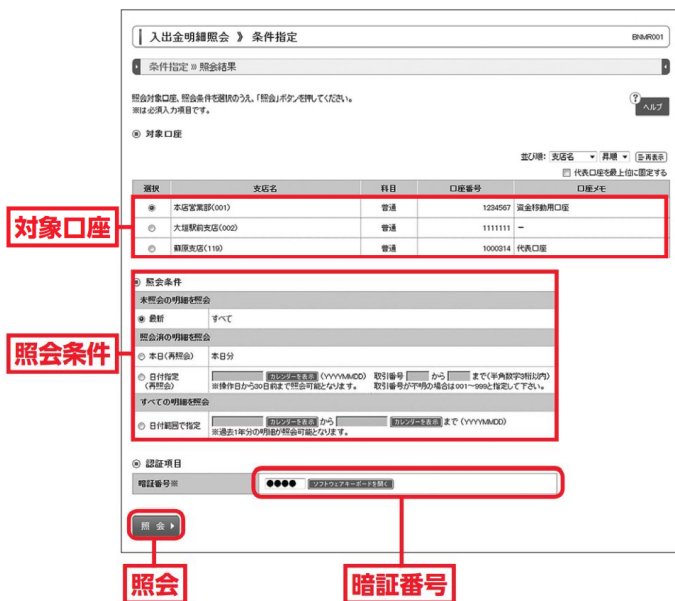 入出金明細照会 》 条件指定
BNMR001
条件指定 » 照会結果
照会対象口座、照会条件を選択のうえ、「照会」ボタンを押してください。
※は必須入力項目です。
? ヘルプ
対象口座
並び順: 支店名 昇順 再表示
代表口座を最上位に固定する
選択 支店名 科目 口座番号 口座メモ
本店営業部(001) 普通 1234567 資金移動用口座
大垣駅前支店(002) 普通 1111111 －
蘇原支店(119) 普通 1000314 代表口座
対象口座
照会条件
未照会の明細を照会
最新 すべて
照会済の明細を照会
本日(再照会) 本日分
日付指定 カレンダーを表示 (YYYYMMDD) 取引番号 から まで(半角数字3桁以内)
(再照会) ※操作日から30日前まで照会可能となります。 取引番号が不明の場合は001～999と指定して下さい。
すべての明細を照会
日付範囲で指定 カレンダーを表示 から カレンダーを表示 まで (YYYYMMDD)
※過去1年分の明細が照会可能となります。
照会条件
認証項目
暗証番号※ ●●●● ソフトウェアキーボードを開く
照 会
照会
暗証番号